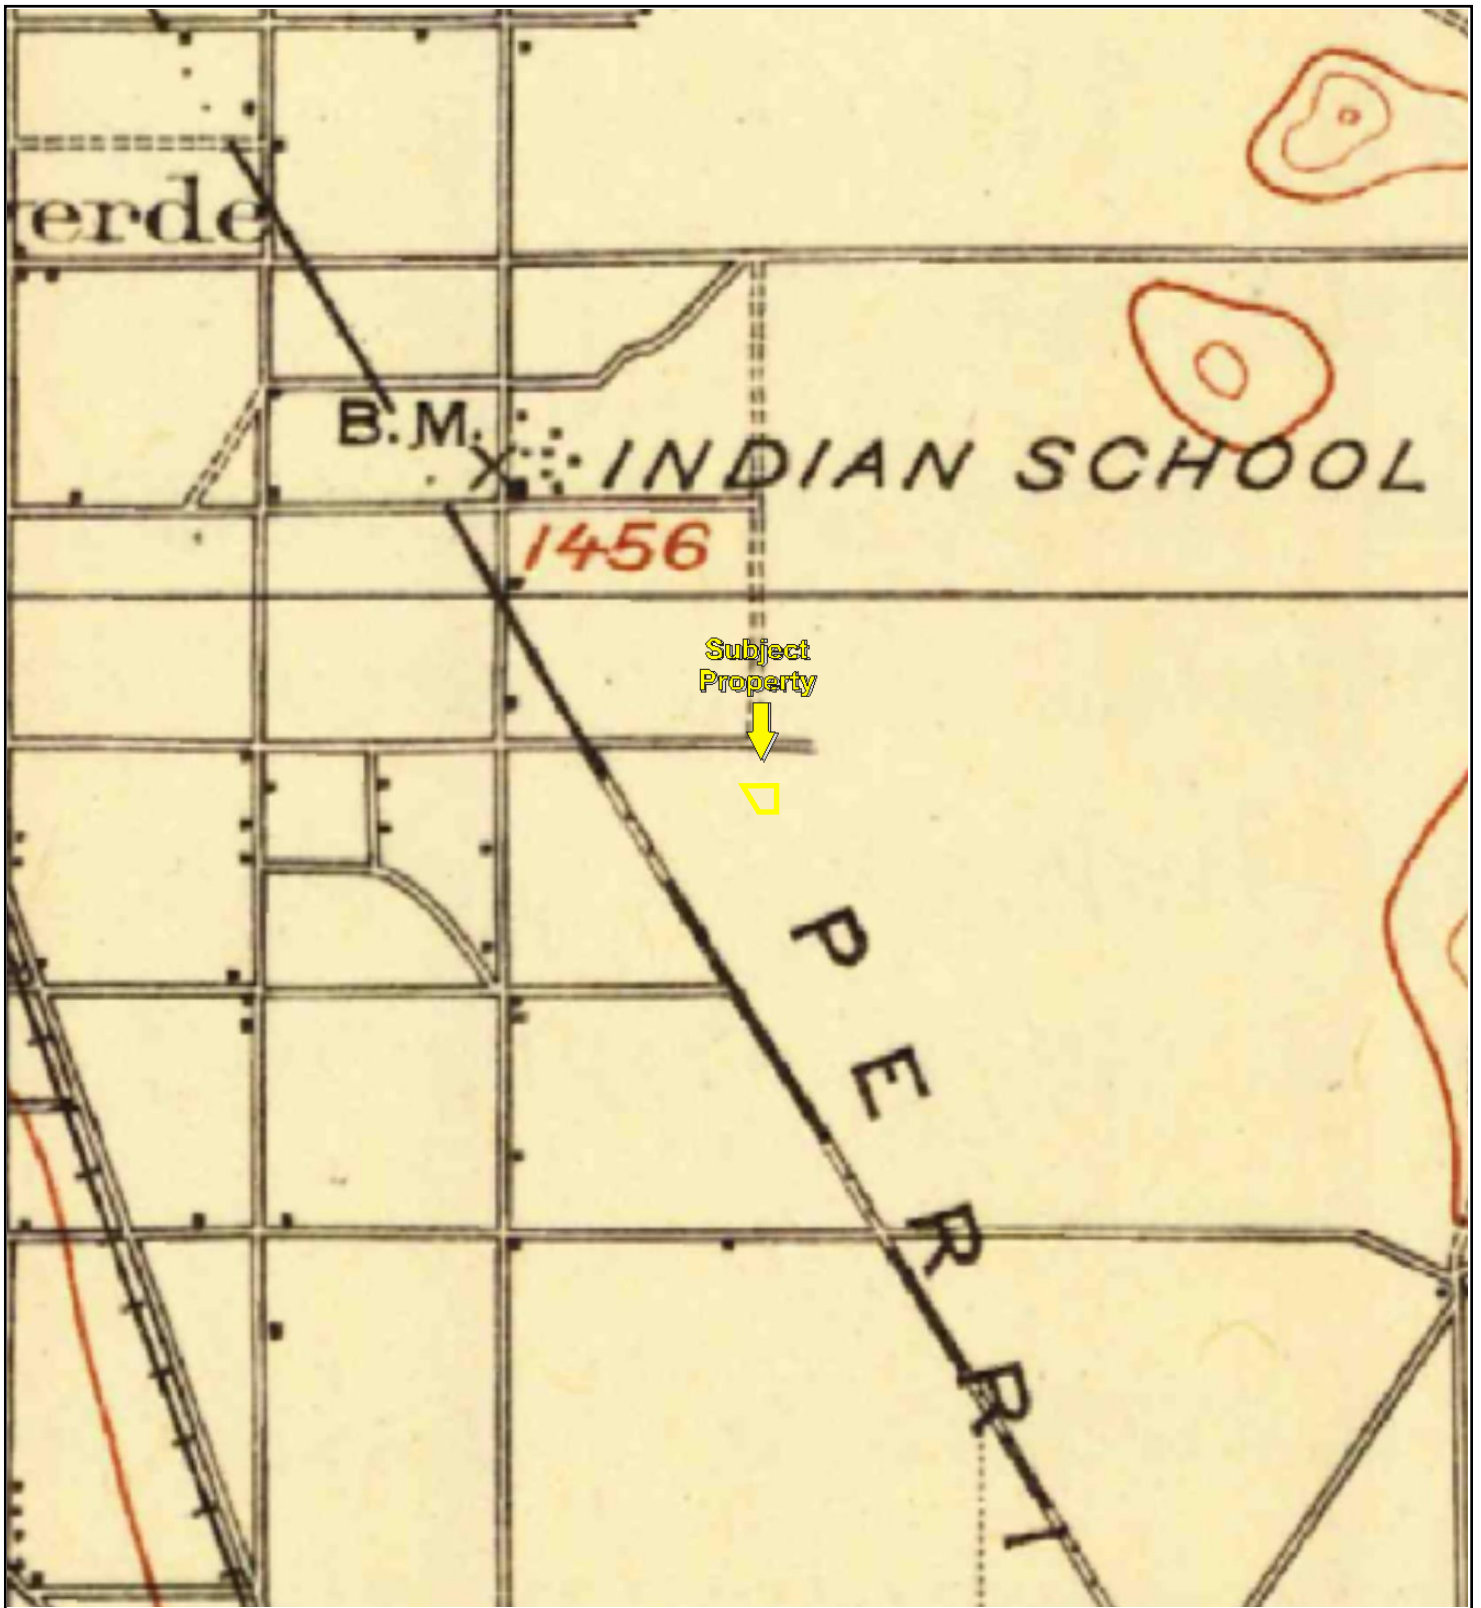 erde
B.M.
X INDIAN SCHOOL
1456
Subject
Property
P E R R I